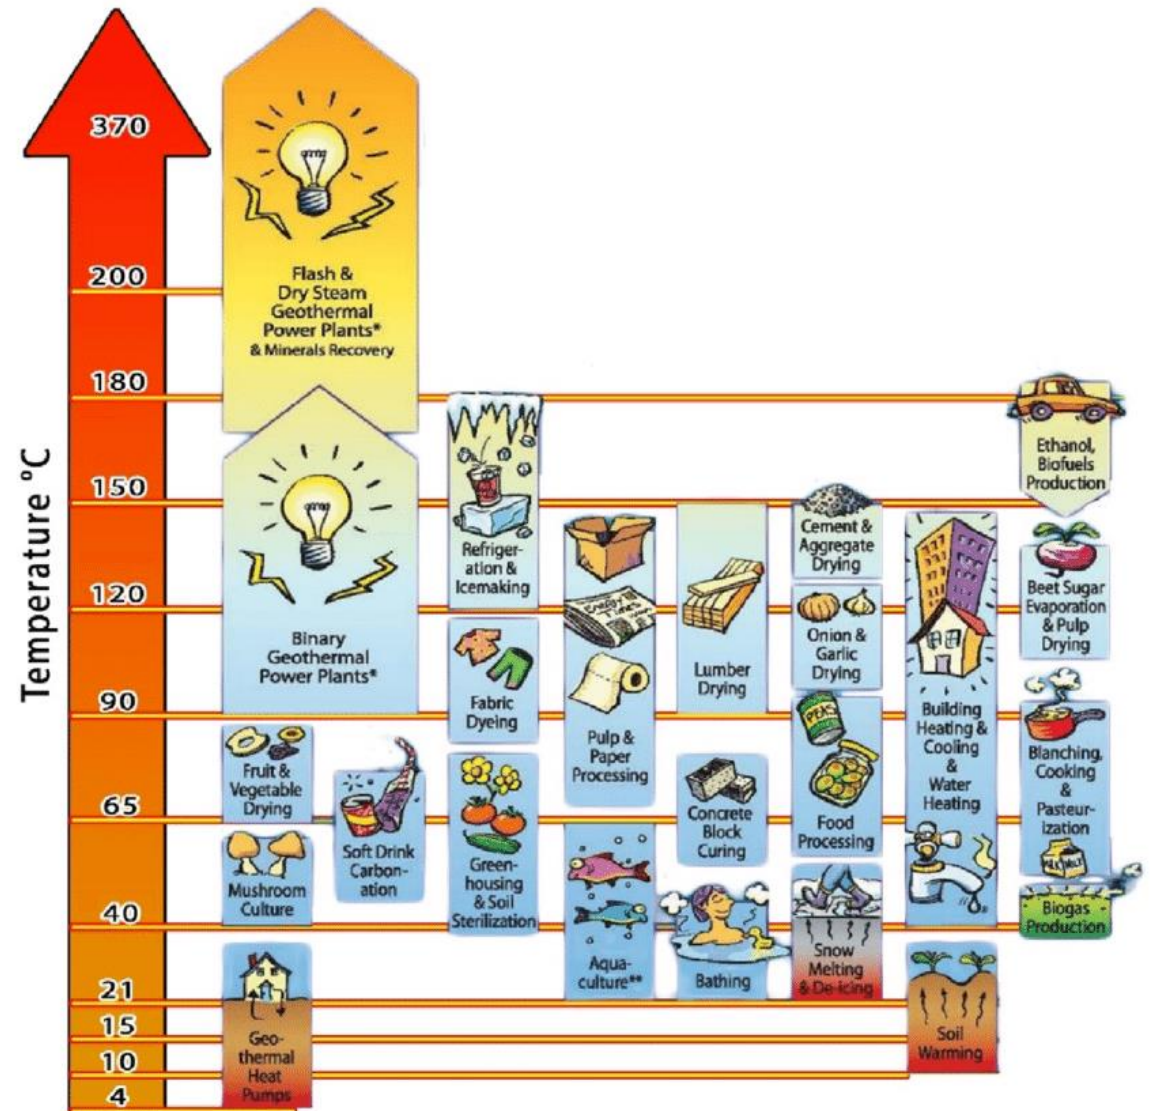 370
200
180
150
120
90
65
40
21
15
10
4
Temperature ºC
Flash &
Dry Steam
Geothermal
Power Plants*
& Minerals Recovery
Binary
Geothermal
Power Plants*
Fruit &
Vegetable
Drying
Mushroom
Culture
Geo-
thermal
Heat
Pumps
Soft Drink
Carbon-
ation
Refriger-
ation &
Icemaking
Fabric
Dyeing
Green-
housing
& Soil
Sterilization
Energy
Times
Pulp &
Paper
Processing
Aqua-
culture**
Lumber
Drying
Concrete
Block
Curing
Bathing
Cement &
Aggregate
Drying
Onion &
Garlic
Drying
PEAS
Food
Processing
Snow
Melting
& De-icing
Building
Heating &
Cooling
&
Water
Heating
Soil
Warming
Ethanol,
Biofuels
Production
Beet Sugar
Evaporation
& Pulp
Drying
Blanching,
Cooking
&
Pasteur-
ization
Biogas
Production